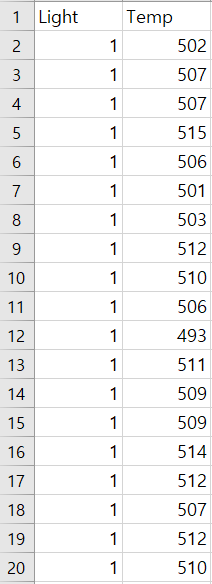 1 Light Temp
2 1 502
3 1 507
4 1 507
5 1 515
6 1 506
7 1 501
8 1 503
9 1 512
10 1 510
11 1 506
12 1 493
13 1 511
14 1 509
15 1 509
16 1 514
17 1 512
18 1 507
19 1 512
20 1 510